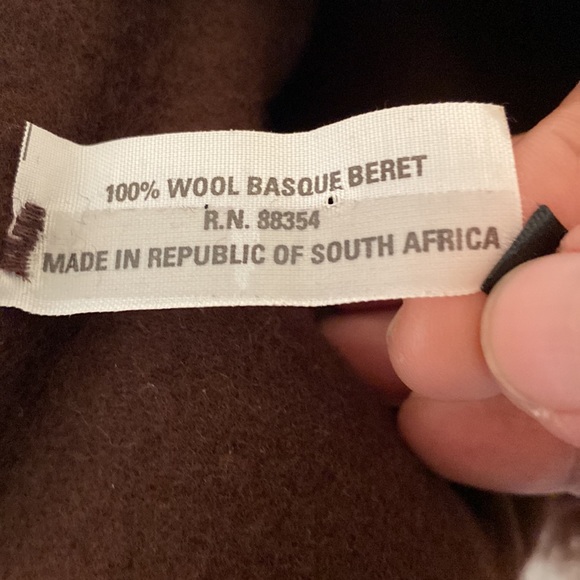 100% WOOL BASQUE BERET
R.N. 88354
MADE IN REPUBLIC OF SOUTH AFRICA